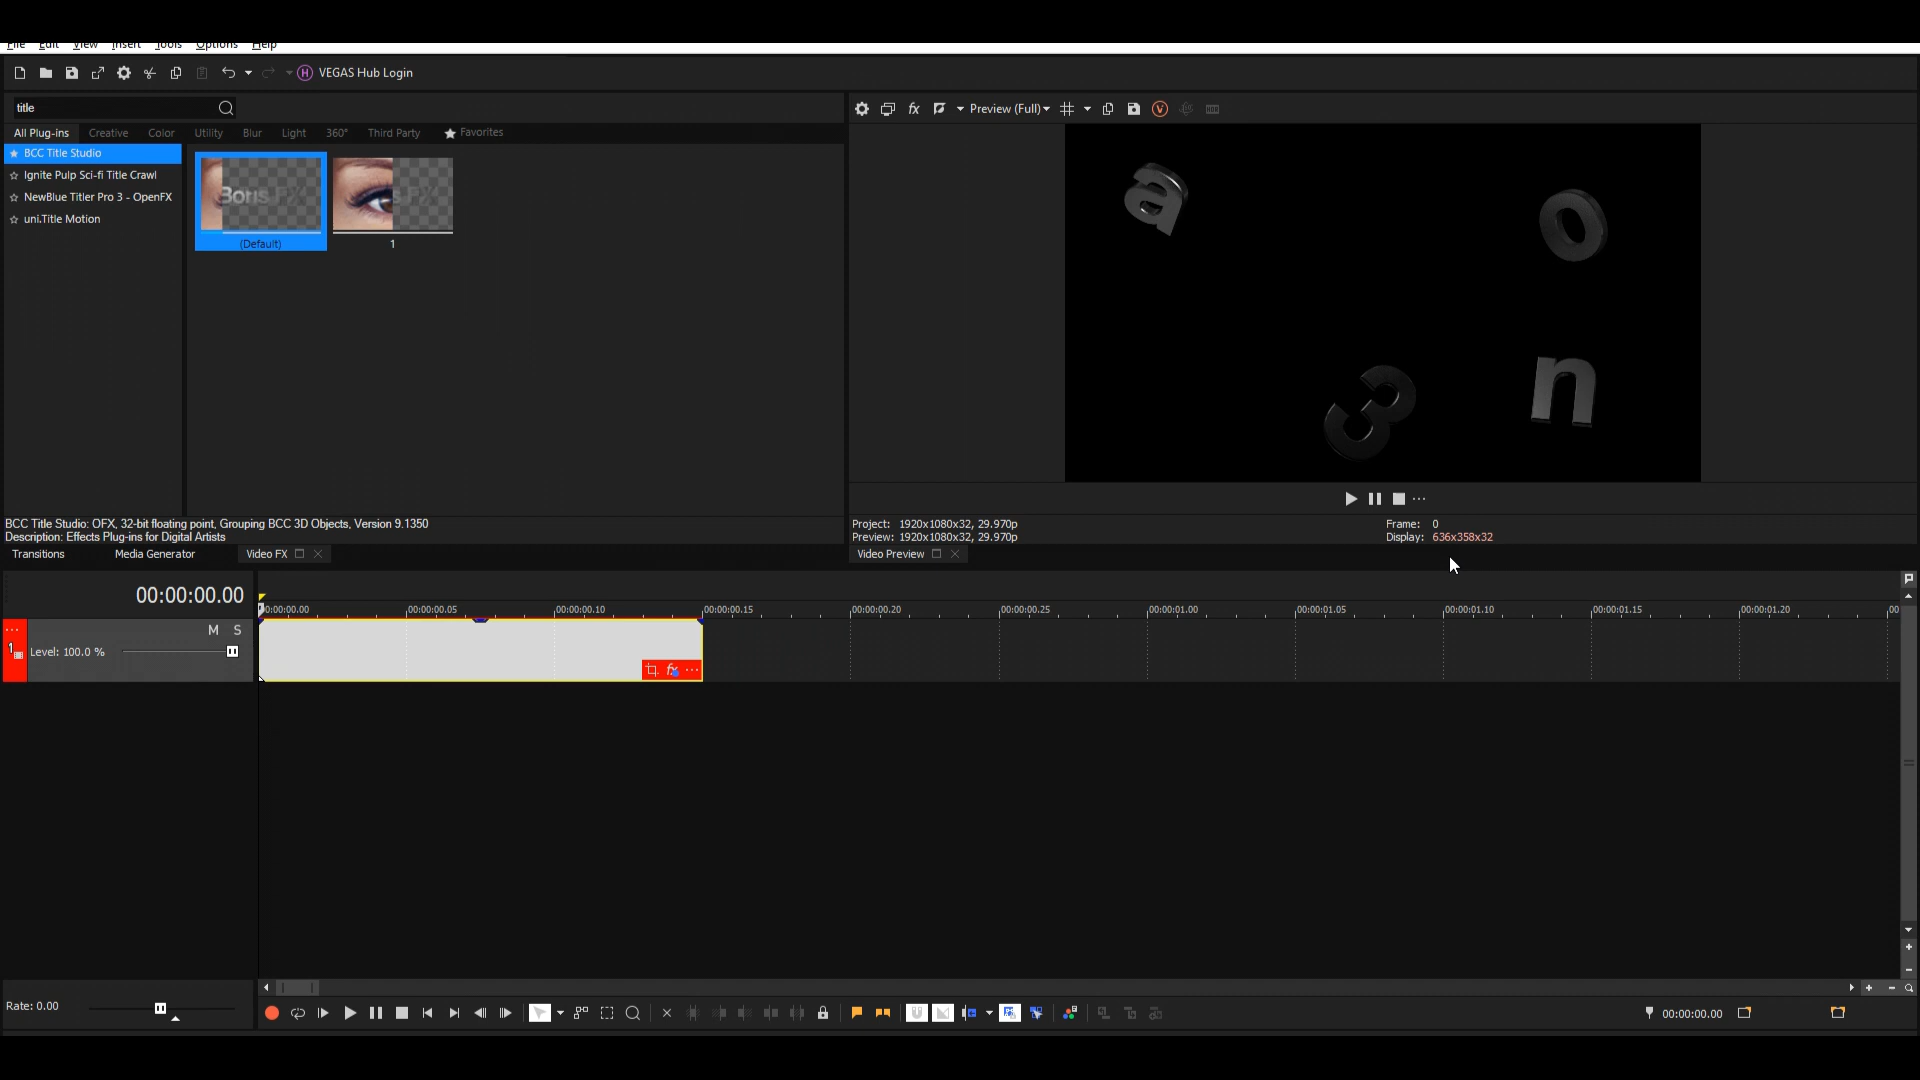 File Edit View Insert Tools Options Help
VEGAS Hub Login
title
All Plug-ins Creative Color Utility Blur Light 360° Third Party Favorites
BCC Title Studio
Ignite Pulp Sci-fi Title Crawl
NewBlue Titler Pro 3 - OpenFX
uni.Title Motion
Boris FX
(Default)
1
BCC Title Studio: OFX, 32-bit floating point, Grouping BCC 3D Objects, Version 9.1350
Description: Effects Plug-ins for Digital Artists
Transitions Media Generator Video FX
fx Preview (Full)
a
o
3
n
Project: 1920x1080x32, 29.970p
Preview: 1920x1080x32, 29.970p
Frame: 0
Display: 636x358x32
Video Preview
00:00:00.00
00:00:00.00 00:00:00.05 00:00:00.10 00:00:00.15 00:00:00.20 00:00:00.25 00:00:01.00 00:00:01.05 00:00:01.10 00:00:01.15 00:00:01.20 00
M S
1
Level: 100.0 %
fx
Rate: 0.00
00:00:00.00